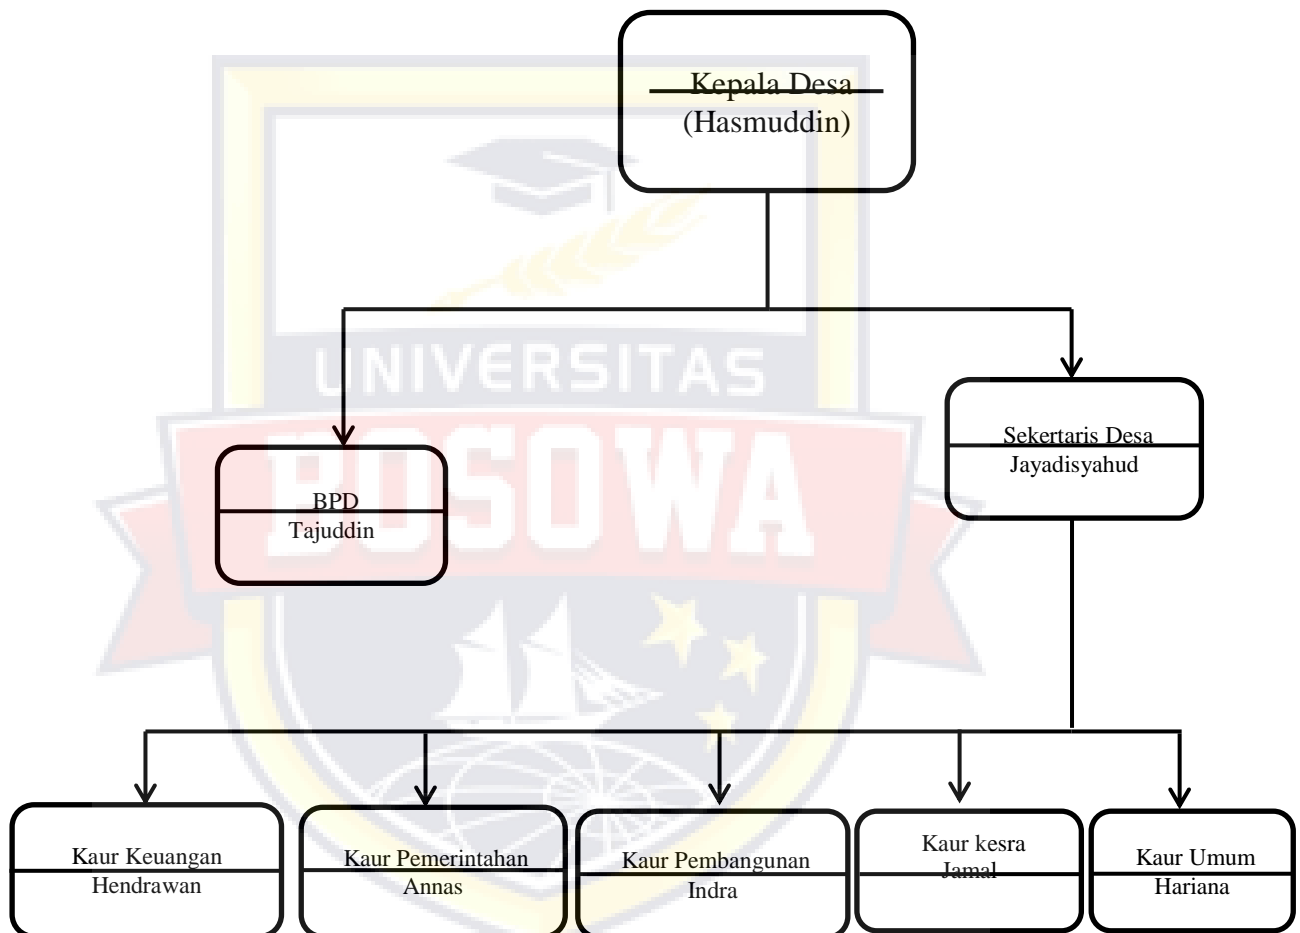 Kepala Desa
(Hasmuddin)
UNIVERSITAS
BOSOWA
Sekertaris Desa
Jayadisyahud
BPD
Tajuddin
Kaur Keuangan
Hendrawan
Kaur Pemerintahan
Annas
Kaur Pembangunan
Indra
Kaur kesra
Jamal
Kaur Umum
Hariana